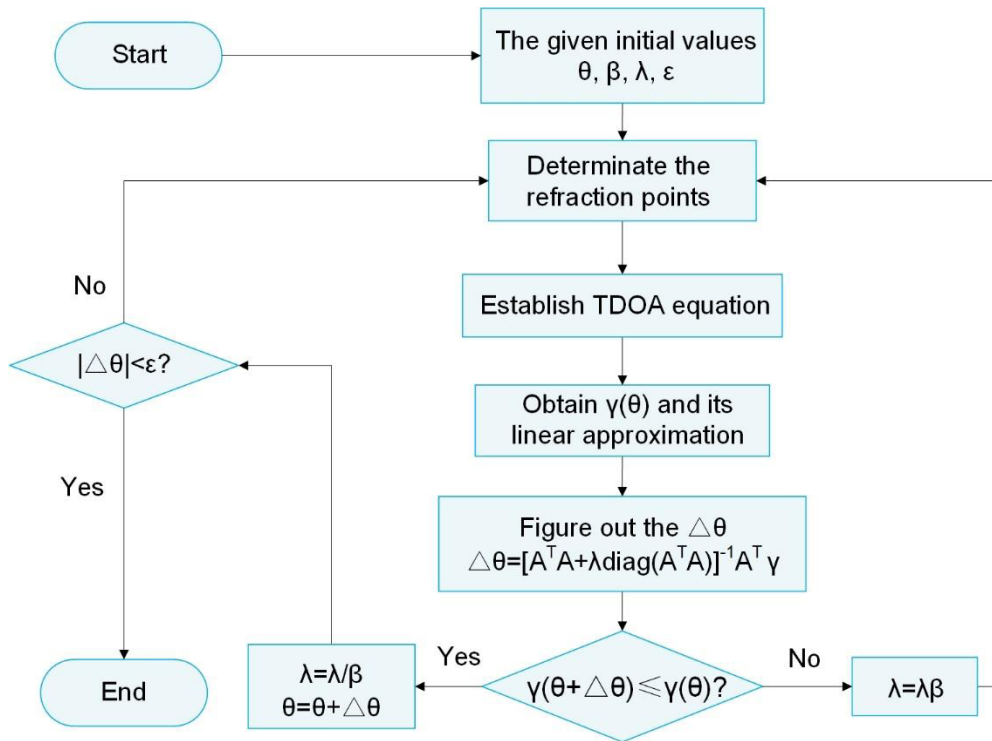 Start
The given initial values
θ, β, λ, ε
Determinate the
refraction points
Establish TDOA equation
Obtain γ(θ) and its
linear approximation
Figure out the △θ
△θ=[AᵀA+λdiag(AᵀA)]⁻¹Aᵀ γ
γ(θ+△θ)⩽γ(θ)?
No
λ=λβ
Yes
λ=λ/β
θ=θ+△θ
|△θ|<ε?
No
Yes
End